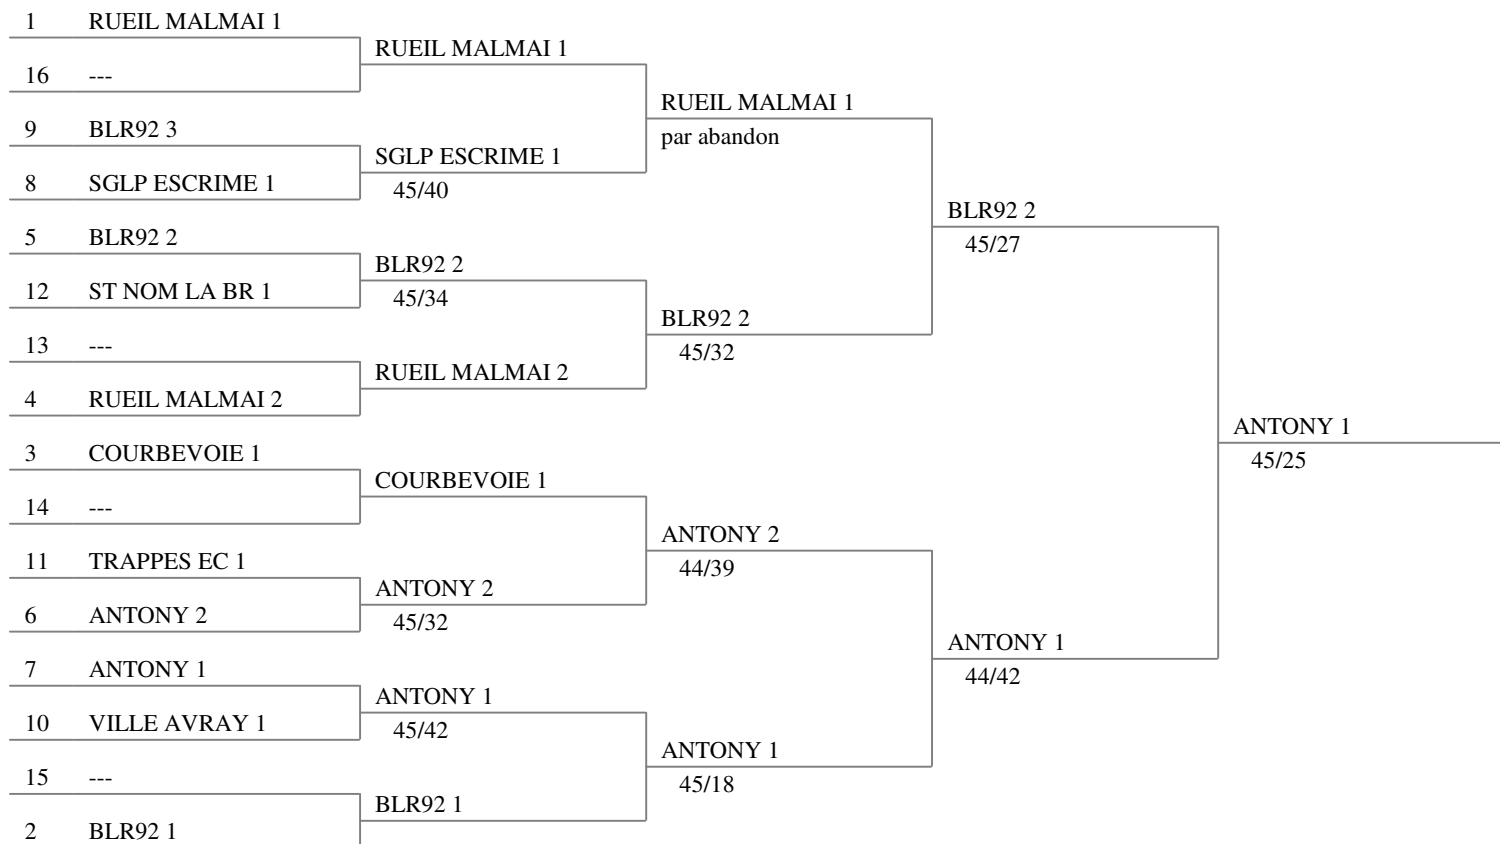 1 RUEIL MALMAI 1
RUEIL MALMAI 1
16 ---
RUEIL MALMAI 1
par abandon
9 BLR92 3
SGLP ESCRIME 1
45/40
8 SGLP ESCRIME 1
BLR92 2
45/27
5 BLR92 2
BLR92 2
45/34
12 ST NOM LA BR 1
BLR92 2
45/32
13 ---
RUEIL MALMAI 2
4 RUEIL MALMAI 2
ANTONY 1
45/25
3 COURBEVOIE 1
COURBEVOIE 1
14 ---
ANTONY 2
44/39
11 TRAPPES EC 1
ANTONY 2
45/32
6 ANTONY 2
ANTONY 1
44/42
7 ANTONY 1
ANTONY 1
45/42
10 VILLE AVRAY 1
ANTONY 1
45/18
15 ---
BLR92 1
2 BLR92 1